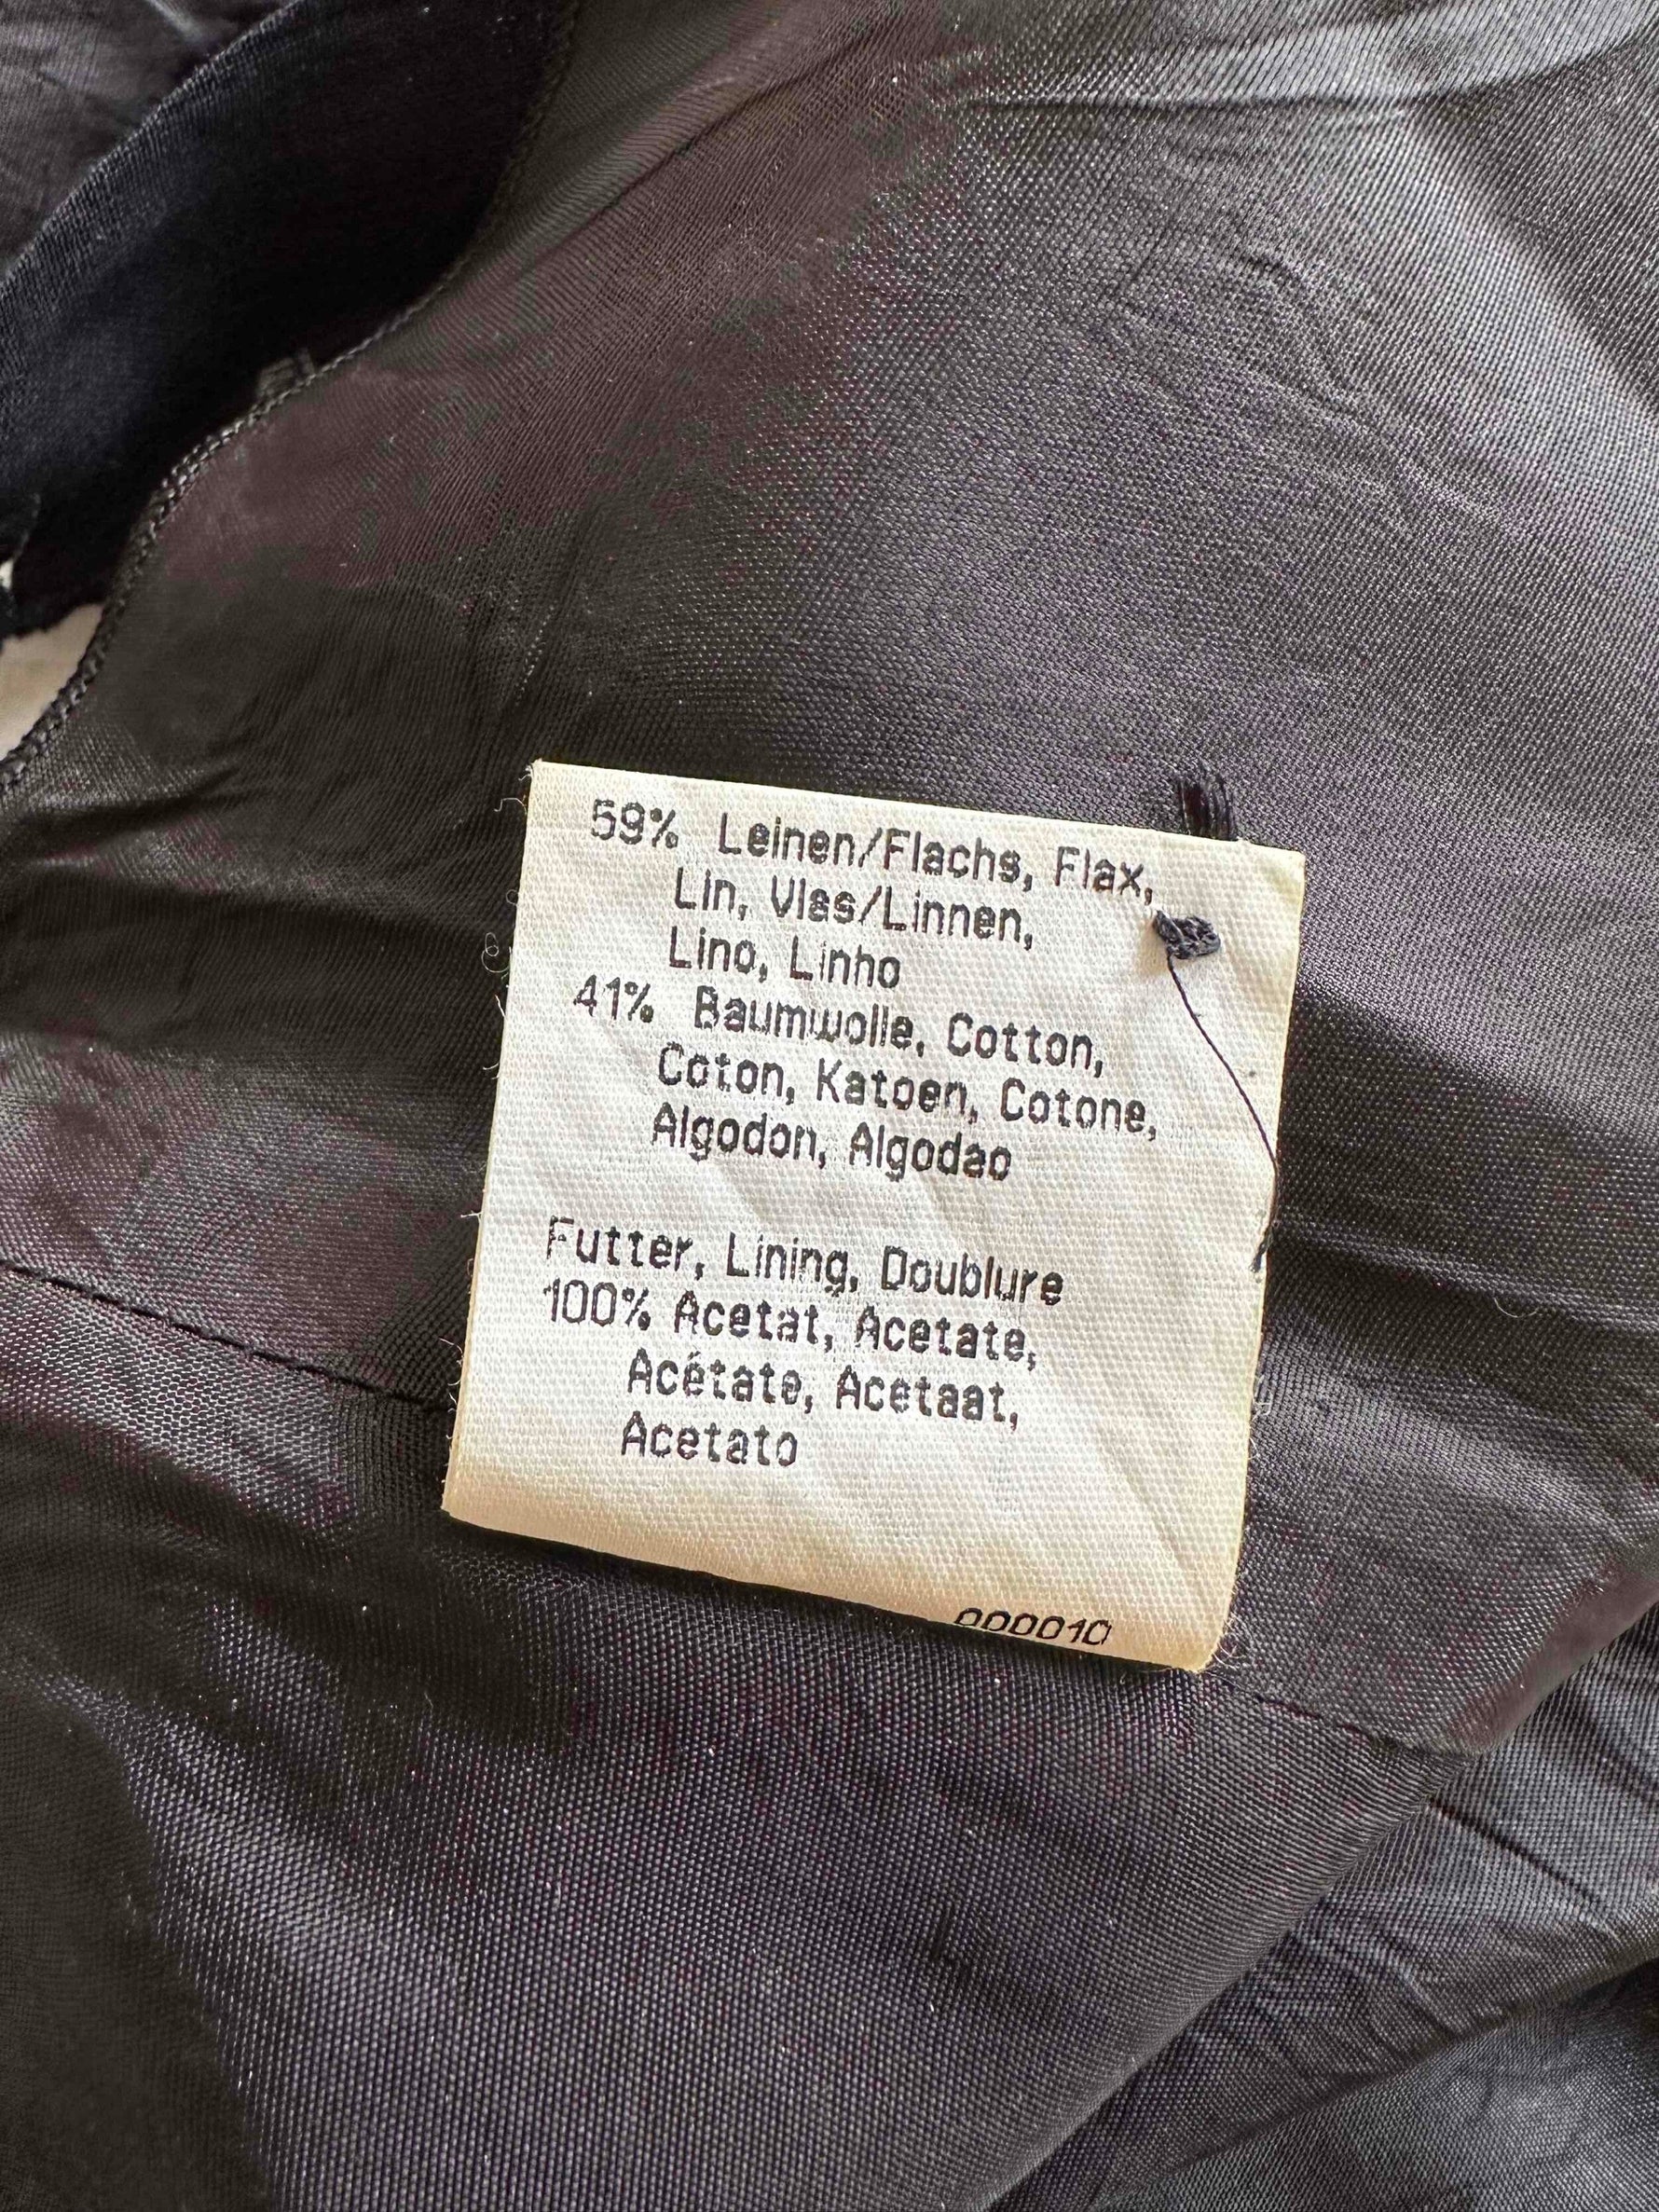 59% Leinen/Flachs, Flax,
Lin, Vlas/Linnen,
Lino, Linho
41% Baumwolle, Cotton,
Coton, Katoen, Cotone,
Algodon, Algodao
Futter, Lining, Doublure
100% Acetat, Acetate,
Acétate, Acetaat,
Acetato
000010